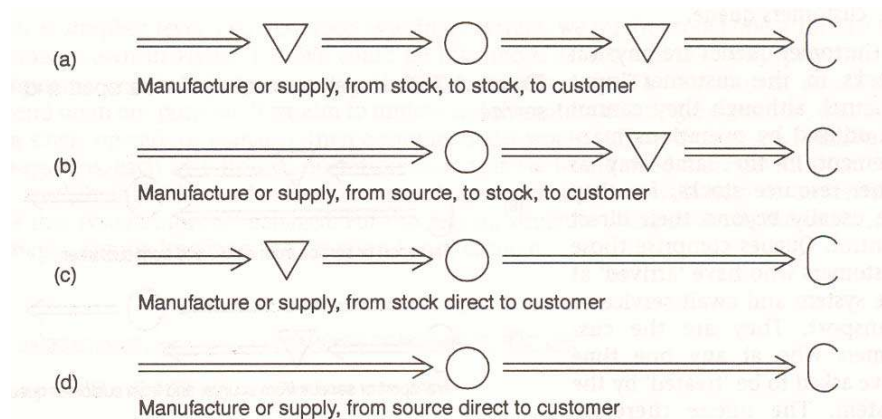 (a)
Manufacture or supply, from stock, to stock, to customer
(b)
Manufacture or supply, from source, to stock, to customer
(c)
Manufacture or supply, from stock direct to customer
(d)
Manufacture or supply, from source direct to customer